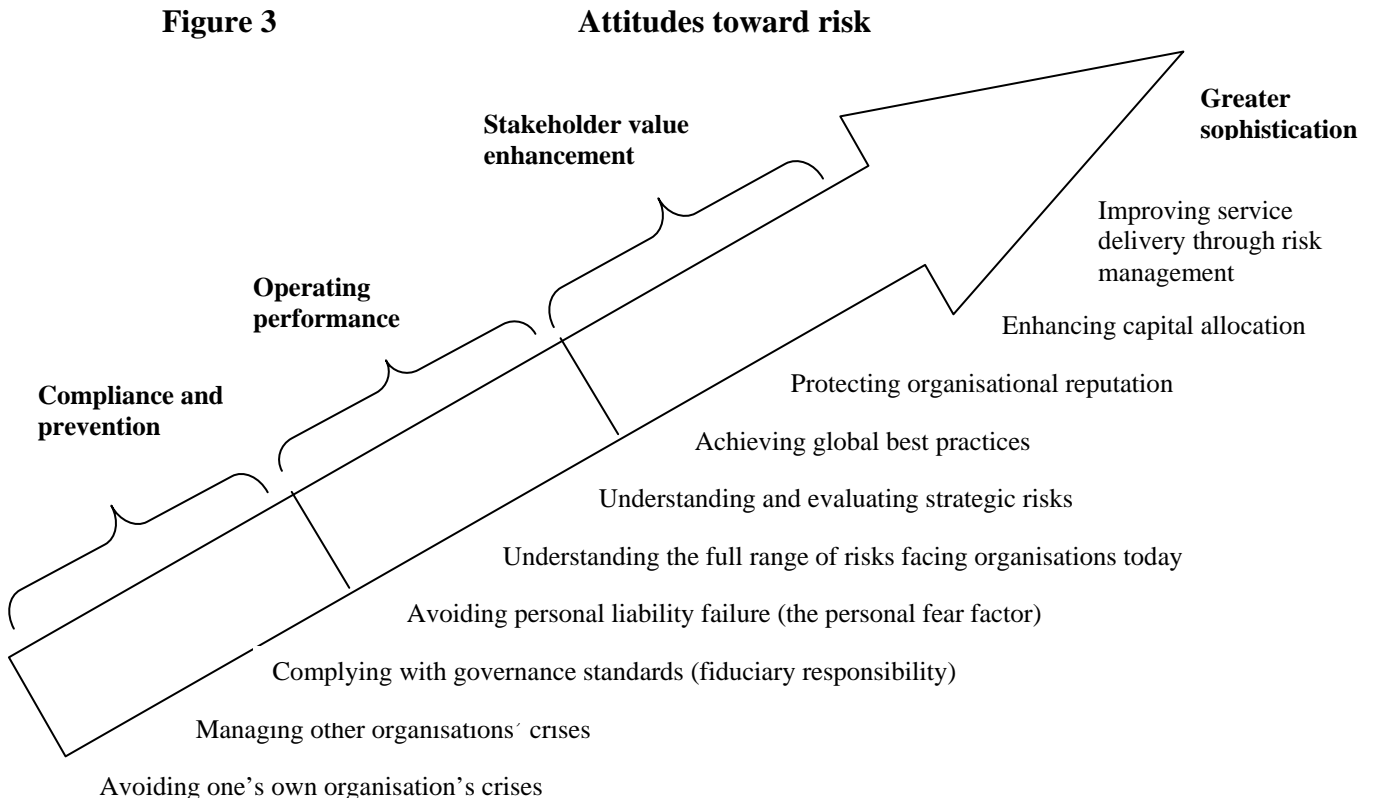 Figure 3
Attitudes toward risk
Greater
sophistication
Stakeholder value
enhancement
Improving service
delivery through risk
management
Operating
performance
Enhancing capital allocation
Compliance and
prevention
Protecting organisational reputation
Achieving global best practices
Understanding and evaluating strategic risks
Understanding the full range of risks facing organisations today
Avoiding personal liability failure (the personal fear factor)
Complying with governance standards (fiduciary responsibility)
Managing other organisations' crises
Avoiding one’s own organisation’s crises